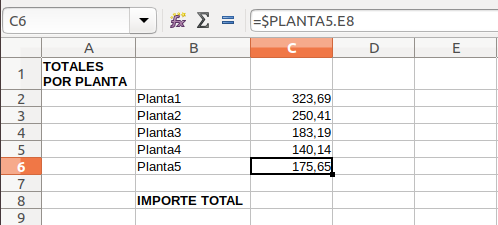 C6 =$PLANTA5.E8
A B C D E
1 TOTALES
POR PLANTA
2 Planta1 323,69
3 Planta2 250,41
4 Planta3 183,19
5 Planta4 140,14
6 Planta5 175,65
7
8 IMPORTE TOTAL
9